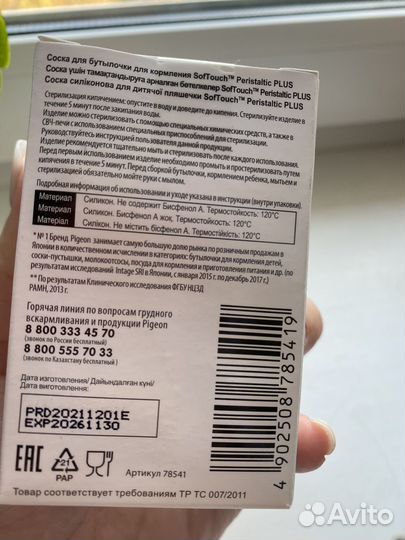 Соска для бутылочки для кормления SofTouch™ Peristaltic PLUS
Соска үшін тамақтандыруға арналған бөтелкелер SofTouch™ Peristaltic PLUS
Соска силіконова для дитячої пляшечки SofTouch™ Peristaltic PLUS
Стерилизация кипячением: опустите в воду и доведите до кипения. Стерилизуйте изделие в
течение 5 минут после закипания воды.
Изделие можно стерилизовать с помощью специальных химических средств, а также в
СВЧ-печи с использованием специальных приспособлений для стерилизации.
Руководствуйтесь инструкцией пользователя данной продукции.
Изделие рекомендуется тщательно мыть и стерилизовать после каждого использования.
Перед первым использованием изделие необходимо промыть и простерилизовать путем
кипячения в течение 5 минут. Перед сборкой бутылочки, кормлением ребенка, мытьем и
стерилизацией обязательно мойте руки с мылом.
Подробная информация об использовании и уходе указана в инструкции (внутри упаковки).
Материал Силикон. Не содержит Бисфенол А. Термостойкость: 120°С
Материал Силикон. Бисфенол А жоқ. Термостойкость: 120°С
Матеріал Силікон. Не містить бісфенол А. Термостійкість: 120°С
* № 1 Бренд Pigeon занимает самую большую долю рынка по розничным продажам в
Японии в количественном исчислении в категориях: бутылочки для кормления детей,
соски-пустышки, молокоотсосы, посуда для кормления и приготовления питания и др. (по
результатам исследований Intage SRI в Японии, с января 2015 г. по декабрь 2017 г.)
** По результатам Клинического исследования ФГБУ НЦЗД
РАМН, 2013 г.
Горячая линия по вопросам грудного
вскармливания и продукции Pigeon
8 800 333 45 70
(звонок по России бесплатный)
8 800 555 70 33
(звонок по Казахстану бесплатный)
Дата изготовления/ Дайындалған күні/
Дата виготовлення
PRD20211201E
EXP20261130
EAC
21
PAP
Артикул 78541
Товар соответствует требованиям ТР ТС 007/2011
4 902508 785419
Avito